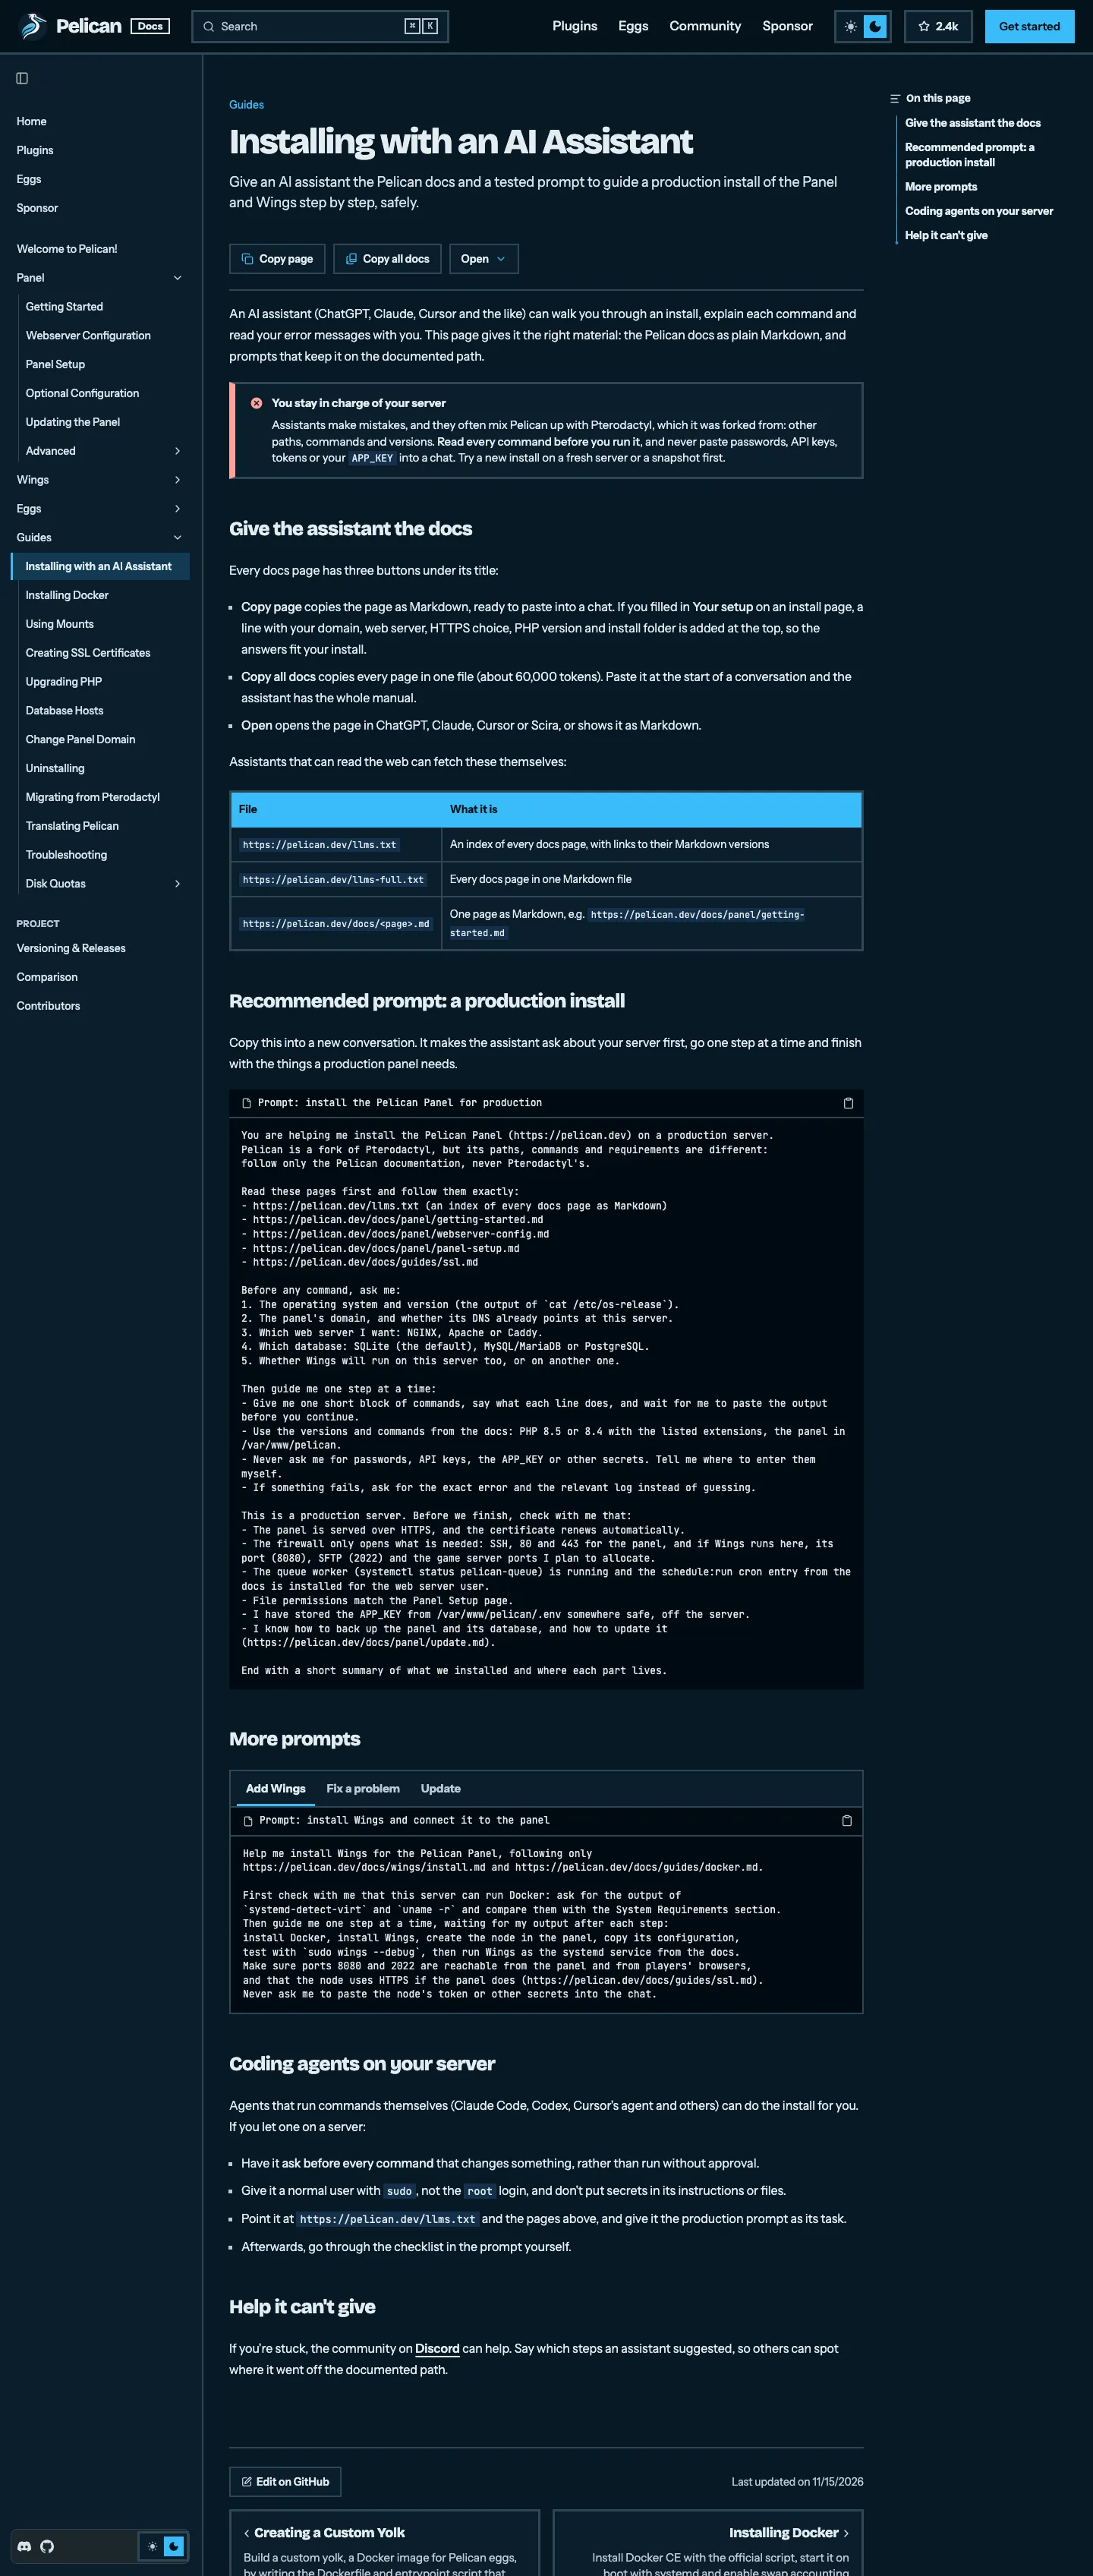 Pelican Docs
Search
⌘ K
Plugins
Eggs
Community
Sponsor
2.4k
Get started
Home
Plugins
Eggs
Sponsor
Welcome to Pelican!
Panel
Getting Started
Webserver Configuration
Panel Setup
Optional Configuration
Updating the Panel
Advanced
Wings
Eggs
Guides
Installing with an AI Assistant
Installing Docker
Using Mounts
Creating SSL Certificates
Upgrading PHP
Database Hosts
Change Panel Domain
Uninstalling
Migrating from Pterodactyl
Translating Pelican
Troubleshooting
Disk Quotas
PROJECT
Versioning & Releases
Comparison
Contributors
Guides
Installing with an AI Assistant
Give an AI assistant the Pelican docs and a tested prompt to guide a production install of the Panel
and Wings step by step, safely.
Copy page
Copy all docs
Open
An AI assistant (ChatGPT, Claude, Cursor and the like) can walk you through an install, explain each command and
read your error messages with you. This page gives it the right material: the Pelican docs as plain Markdown, and
prompts that keep it on the documented path.
You stay in charge of your server
Assistants make mistakes, and they often mix Pelican up with Pterodactyl, which it was forked from: other
paths, commands and versions. Read every command before you run it, and never paste passwords, API keys,
tokens or your APP_KEY into a chat. Try a new install on a fresh server or a snapshot first.
Give the assistant the docs
Every docs page has three buttons under its title:
Copy page copies the page as Markdown, ready to paste into a chat. If you filled in Your setup on an install page, a
line with your domain, web server, HTTPS choice, PHP version and install folder is added at the top, so the
answers fit your install.
Copy all docs copies every page in one file (about 60,000 tokens). Paste it at the start of a conversation and the
assistant has the whole manual.
Open opens the page in ChatGPT, Claude, Cursor or Scira, or shows it as Markdown.
Assistants that can read the web can fetch these themselves:
File
What it is
https://pelican.dev/llms.txt
An index of every docs page, with links to their Markdown versions
https://pelican.dev/llms-full.txt
Every docs page in one Markdown file
https://pelican.dev/docs/<page>.md
One page as Markdown, e.g. https://pelican.dev/docs/panel/getting-
started.md
Recommended prompt: a production install
Copy this into a new conversation. It makes the assistant ask about your server first, go one step at a time and finish
with the things a production panel needs.
Prompt: install the Pelican Panel for production
You are helping me install the Pelican Panel (https://pelican.dev) on a production server.
Pelican is a fork of Pterodactyl, but its paths, commands and requirements are different:
follow only the Pelican documentation, never Pterodactyl's.
Read these pages first and follow them exactly:
- https://pelican.dev/llms.txt (an index of every docs page as Markdown)
- https://pelican.dev/docs/panel/getting-started.md
- https://pelican.dev/docs/panel/webserver-config.md
- https://pelican.dev/docs/panel/panel-setup.md
- https://pelican.dev/docs/guides/ssl.md
Before any command, ask me:
1. The operating system and version (the output of `cat /etc/os-release`).
2. The panel's domain, and whether its DNS already points at this server.
3. Which web server I want: NGINX, Apache or Caddy.
4. Which database: SQLite (the default), MySQL/MariaDB or PostgreSQL.
5. Whether Wings will run on this server too, or on another one.
Then guide me one step at a time:
- Give me one short block of commands, say what each line does, and wait for me to paste the output
before you continue.
- Use the versions and commands from the docs: PHP 8.5 or 8.4 with the listed extensions, the panel in
/var/www/pelican.
- Never ask me for passwords, API keys, the APP_KEY or other secrets. Tell me where to enter them
myself.
- If something fails, ask for the exact error and the relevant log instead of guessing.
This is a production server. Before we finish, check with me that:
- The panel is served over HTTPS, and the certificate renews automatically.
- The firewall only opens what is needed: SSH, 80 and 443 for the panel, and if Wings runs here, its
port (8080), SFTP (2022) and the game server ports I plan to allocate.
- The queue worker (systemctl status pelican-queue) is running and the schedule:run cron entry from the
docs is installed for the web server user.
- File permissions match the Panel Setup page.
- I have stored the APP_KEY from /var/www/pelican/.env somewhere safe, off the server.
- I know how to back up the panel and its database, and how to update it
(https://pelican.dev/docs/panel/update.md).
End with a short summary of what we installed and where each part lives.
More prompts
Add Wings
Fix a problem
Update
Prompt: install Wings and connect it to the panel
Help me install Wings for the Pelican Panel, following only
https://pelican.dev/docs/wings/install.md and https://pelican.dev/docs/guides/docker.md.
First check with me that this server can run Docker: ask for the output of
`systemd-detect-virt` and `uname -r` and compare them with the System Requirements section.
Then guide me one step at a time, waiting for my output after each step:
install Docker, install Wings, create the node in the panel, copy its configuration,
test with `sudo wings --debug`, then run Wings as the systemd service from the docs.
Make sure ports 8080 and 2022 are reachable from the panel and from players' browsers,
and that the node uses HTTPS if the panel does (https://pelican.dev/docs/guides/ssl.md).
Never ask me to paste the node's token or other secrets into the chat.
Coding agents on your server
Agents that run commands themselves (Claude Code, Codex, Cursor's agent and others) can do the install for you.
If you let one on a server:
Have it ask before every command that changes something, rather than run without approval.
Give it a normal user with sudo, not the root login, and don't put secrets in its instructions or files.
Point it at https://pelican.dev/llms.txt and the pages above, and give it the production prompt as its task.
Afterwards, go through the checklist in the prompt yourself.
Help it can't give
If you're stuck, the community on Discord can help. Say which steps an assistant suggested, so others can spot
where it went off the documented path.
Edit on GitHub
Last updated on 11/15/2026
Creating a Custom Yolk
Build a custom yolk, a Docker image for Pelican eggs,
by writing the Dockerfile and entrypoint script that
Installing Docker
Install Docker CE with the official script, start it on
boot with systemd and enable swap accounting
On this page
Give the assistant the docs
Recommended prompt: a
production install
More prompts
Coding agents on your server
Help it can't give